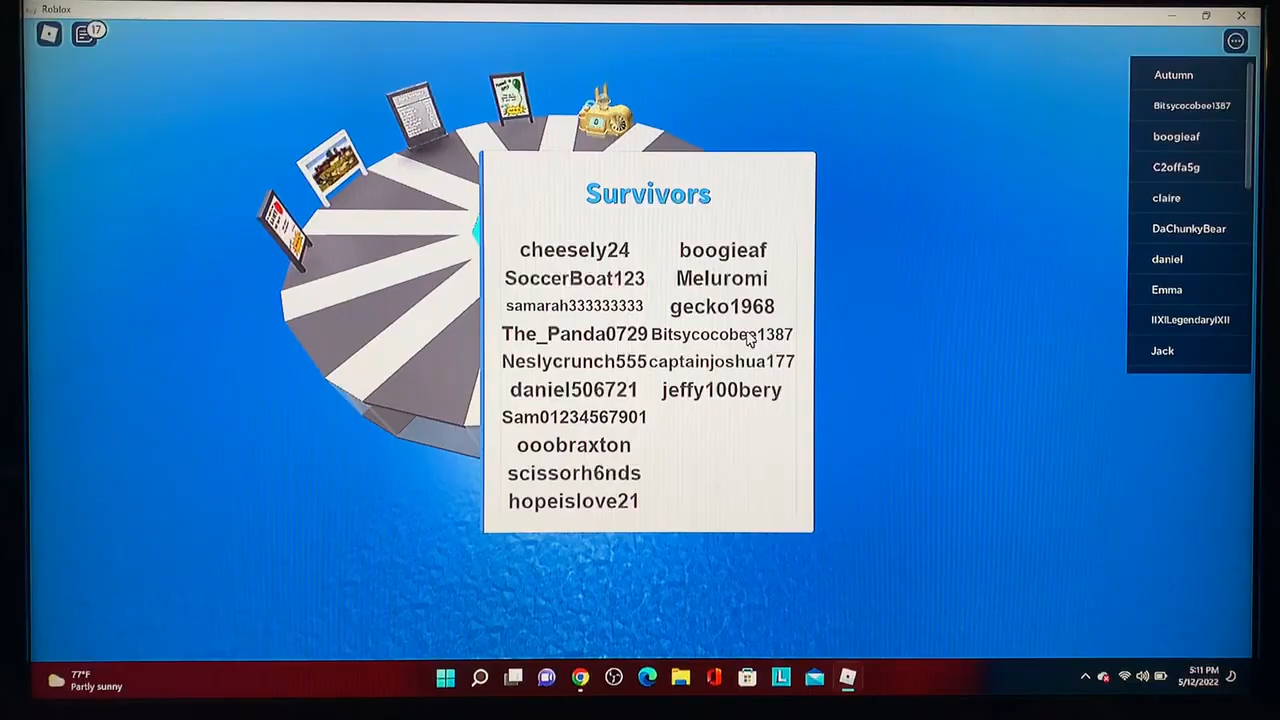 Roblox
17
Survivors
cheesely24 boogieaf
SoccerBoat123 Meluromi
samarah333333333 gecko1968
The_Panda0729 Bitsycocobee1387
Neslycrunch555 captainjoshua177
daniel506721 jeffy100bery
Sam01234567901
ooobraxton
scissorh6nds
hopeislove21
Autumn
Bitsycocobee1387
boogieaf
C2offa5g
claire
DaChunkyBear
daniel
Emma
IIXILegendaryIXII
Jack
77°F
Partly sunny
L
5:11 PM
5/12/2022